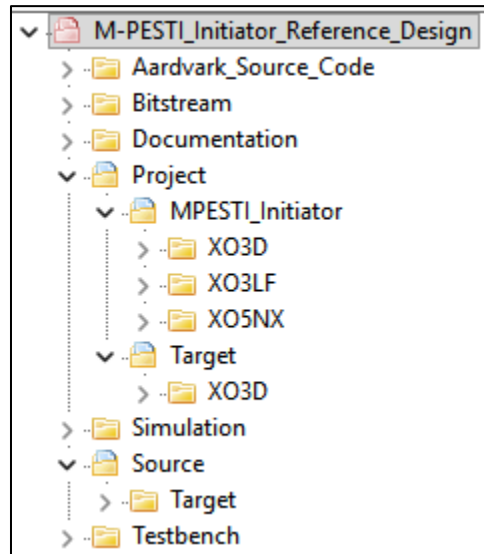 M-PESTI_Initiator_Reference_Design
Aardvark_Source_Code
Bitstream
Documentation
Project
MPESTI_Initiator
XO3D
XO3LF
XO5NX
Target
XO3D
Simulation
Source
Target
Testbench